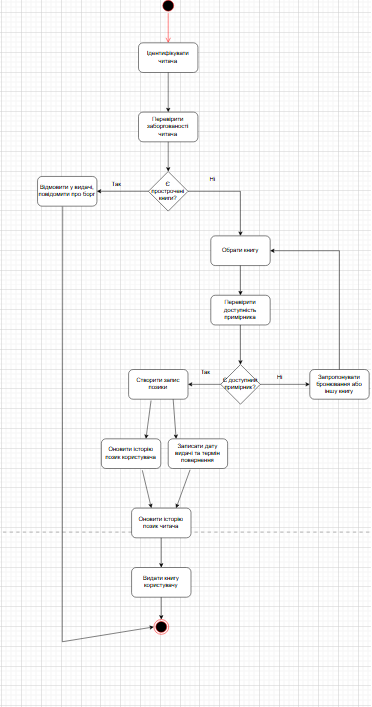 Ідентифікувати
читача
Перевірити
заборгованості
читача
Є
прострочені
книги?
Так
Ні
Відмовити у видачі,
повідомити про борг
Обрати книгу
Перевірити
доступність
примірника
Є доступний
примірник?
Так
Ні
Створити запис
позики
Запропонувати
бронювання або
іншу книгу
Оновити історію
позик користувача
Записати дату
видачі та термін
повернення
Оновити історію
позик читача
Видати книгу
користувачу